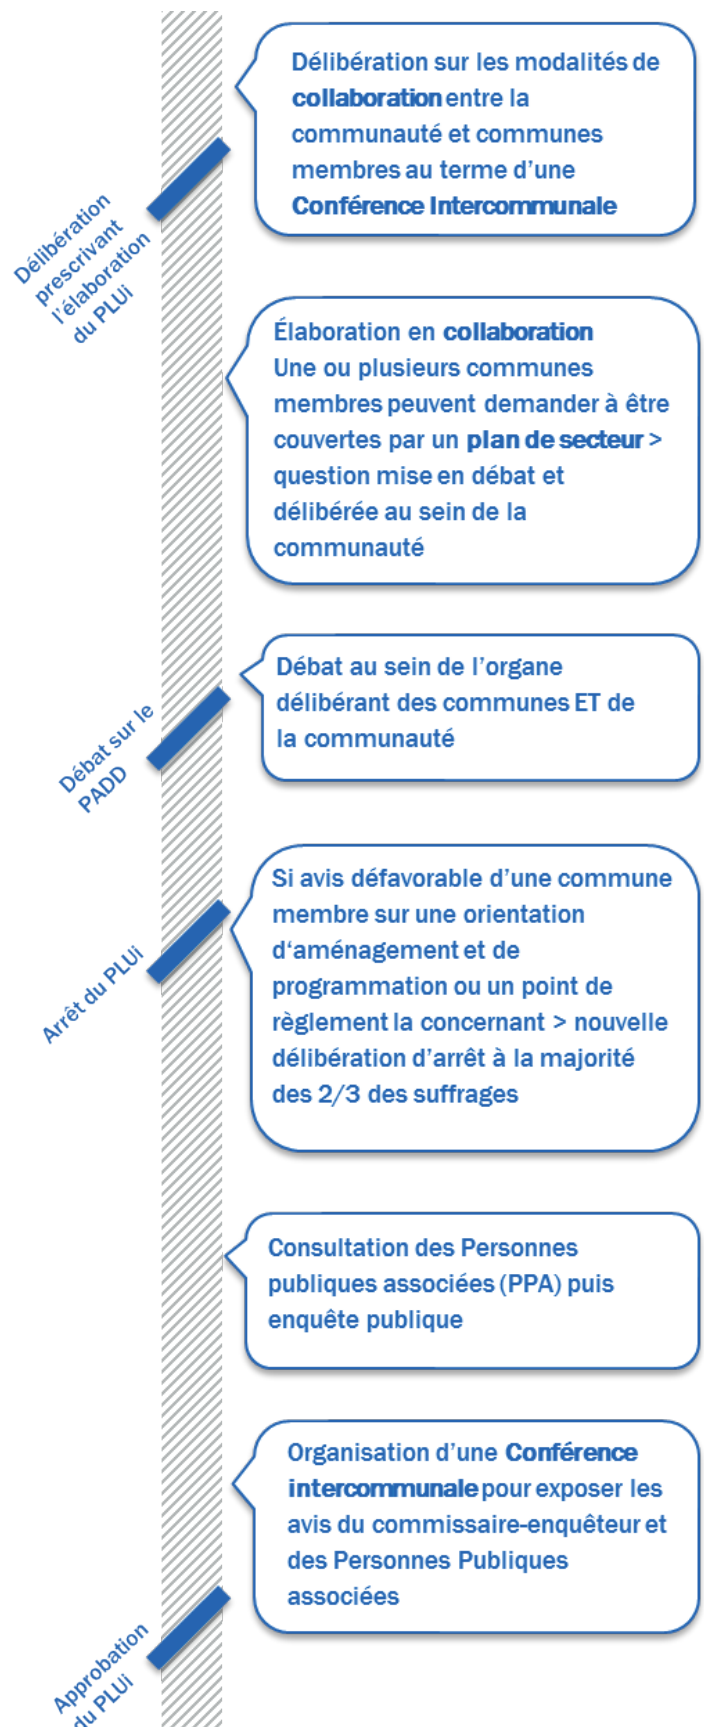 Délibération sur les modalités de
collaboration entre la
communauté et communes
membres au terme d'une
Conférence Intercommunale
Délibération
prescrivant
l'élaboration
du PLUi
Élaboration en collaboration
Une ou plusieurs communes
membres peuvent demander à être
couvertes par un plan de secteur >
question mise en débat et
délibérée au sein de la
communauté
Débat au sein de l'organe
délibérant des communes ET de
la communauté
Débat sur le
PADD
Si avis défavorable d'une commune
membre sur une orientation
d‘aménagement et de
programmation ou un point de
règlement la concernant > nouvelle
délibération d'arrêt à la majorité
des 2/3 des suffrages
Arrêt du PLUi
Consultation des Personnes
publiques associées (PPA) puis
enquête publique
Organisation d'une Conférence
intercommunale pour exposer les
avis du commissaire-enquêteur et
des Personnes Publiques
associées
Approbation
du PLUi